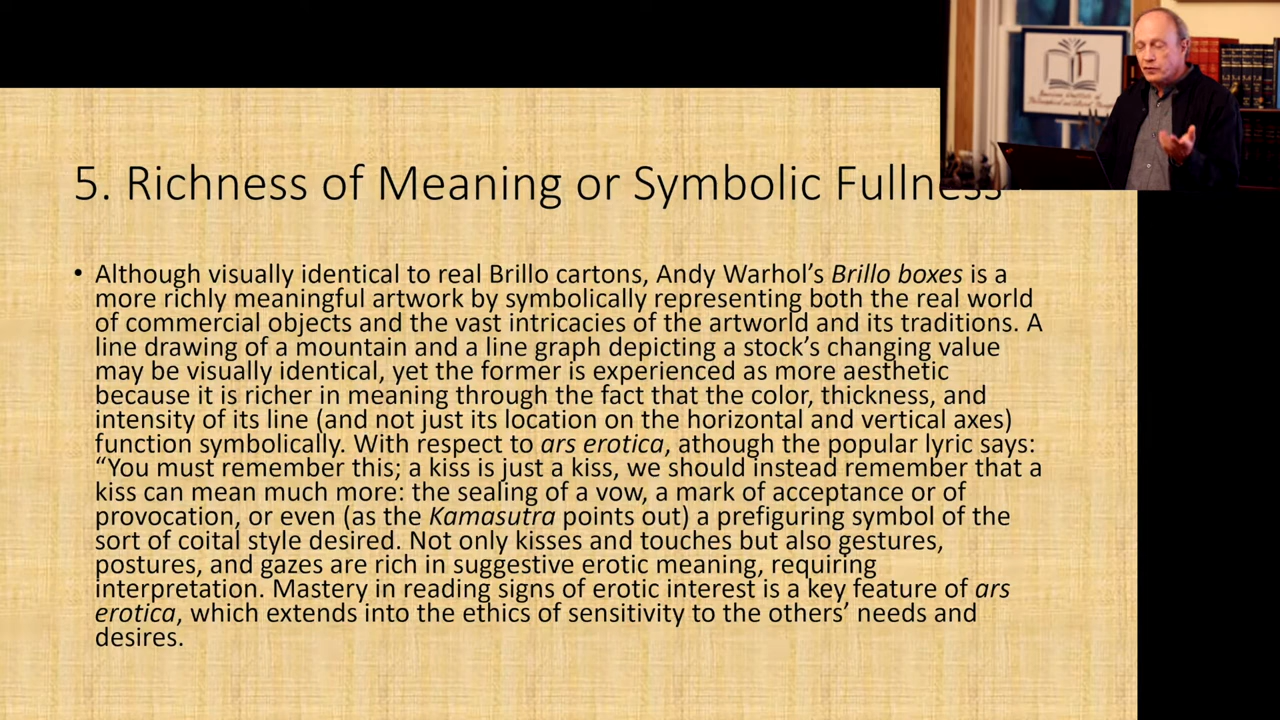 5. Richness of Meaning or Symbolic Fullness
• Although visually identical to real Brillo cartons, Andy Warhol’s Brillo boxes is a
more richly meaningful artwork by symbolically representing both the real world
of commercial objects and the vast intricacies of the artworld and its traditions. A
line drawing of a mountain and a line graph depicting a stock’s changing value
may be visually identical, yet the former is experienced as more aesthetic
because it is richer in meaning through the fact that the color, thickness, and
intensity of its line (and not just its location on the horizontal and vertical axes)
function symbolically. With respect to ars erotica, athough the popular lyric says:
“You must remember this; a kiss is just a kiss, we should instead remember that a
kiss can mean much more: the sealing of a vow, a mark of acceptance or of
provocation, or even (as the Kamasutra points out) a prefiguring symbol of the
sort of coital style desired. Not only kisses and touches but also gestures,
postures, and gazes are rich in suggestive erotic meaning, requiring
interpretation. Mastery in reading signs of erotic interest is a key feature of ars
erotica, which extends into the ethics of sensitivity to the others’ needs and
desires.